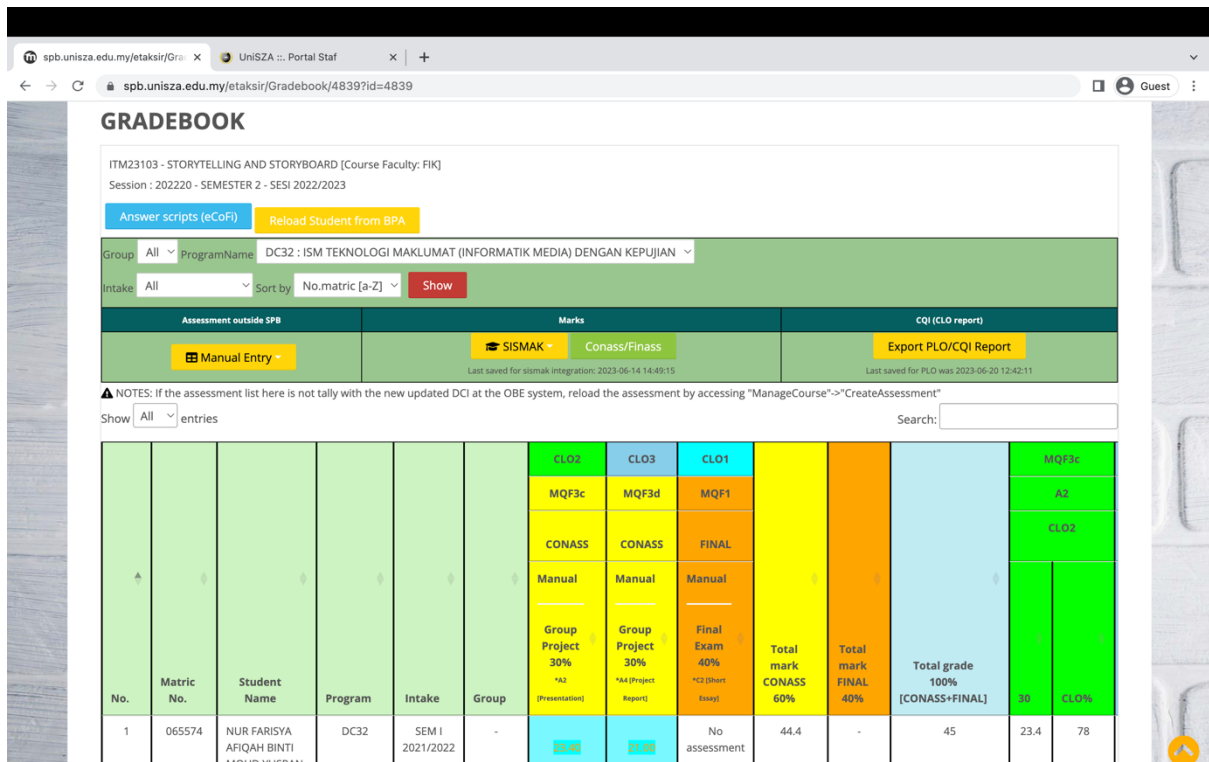 spb.unisza.edu.my/etaksir/Gra
UniSZA ::. Portal Staf
spb.unisza.edu.my/etaksir/Gradebook/4839?id=4839
Guest
GRADEBOOK
ITM23103 - STORYTELLING AND STORYBOARD [Course Faculty: FIK]
Session : 202220 - SEMESTER 2 - SESI 2022/2023
Answer scripts (eCoFi)
Reload Student from BPA
Group All ProgramName DC32 : ISM TEKNOLOGI MAKLUMAT (INFORMATIK MEDIA) DENGAN KEPUJIAN
Intake All Sort by No.matric [a-Z] Show
Assessment outside SPB Marks CQI (CLO report)
Manual Entry SISMAK Conass/Finass Export PLO/CQI Report
Last saved for sismak integration: 2023-06-14 14:49:15 Last saved for PLO was 2023-06-20 12:42:11
NOTES: If the assessment list here is not tally with the new updated DCI at the OBE system, reload the assessment by accessing "ManageCourse"->"CreateAssessment"
Show All entries Search:
CLO2 CLO3 CLO1 MQF3c
MQF3c MQF3d MQF1 A2
CLO2
CONASS CONASS FINAL
Manual Manual Manual
Group Group Final
Project Project Exam Total Total
30% 30% 40% mark mark Total grade
*A2 *A4 [Project *C2 [Short
Matric Student CONASS FINAL 100%
No. No. Name Program Intake Group [Presentation] Report] Essay] 60% 40% [CONASS+FINAL] 30 CLO%
1 065574 NUR FARISYA DC32 SEM I - No 44.4 - 45 23.4 78
AFIQAH BINTI 2021/2022 23.40 21.00 assessment